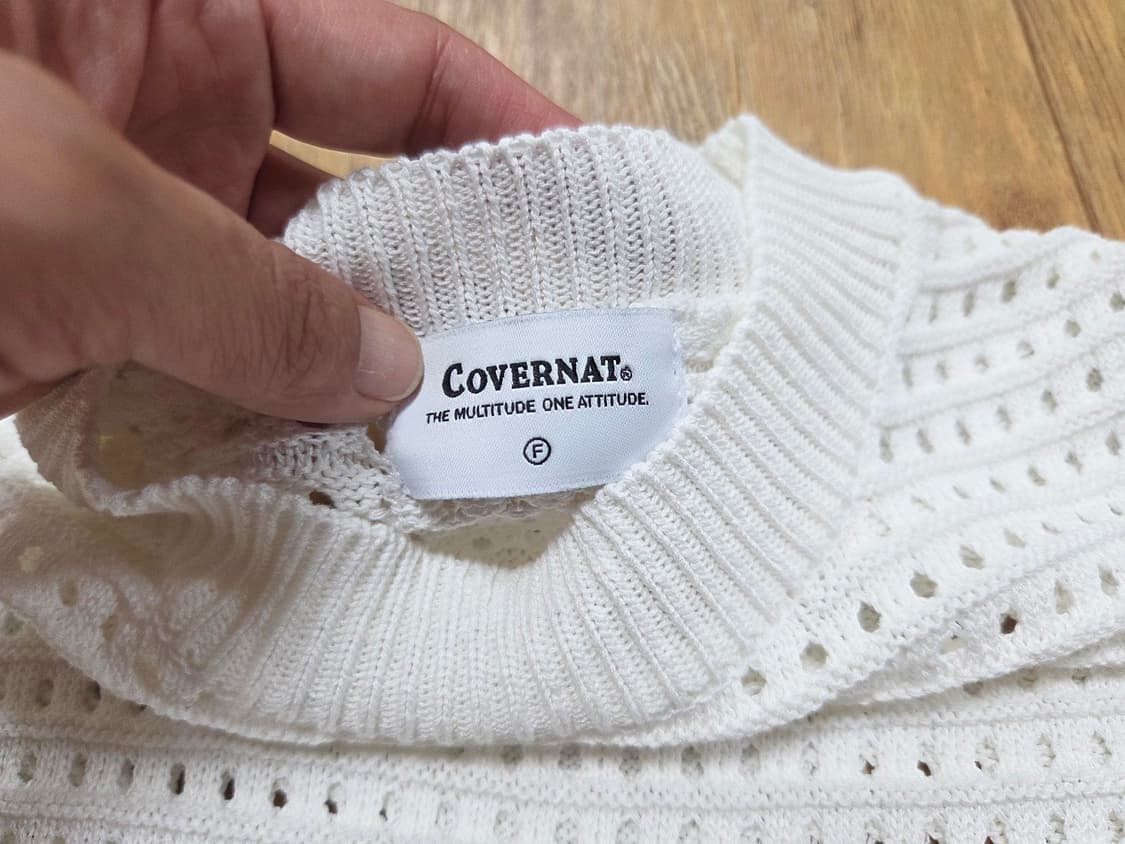 COVERNAT®
THE MULTITUDE ONE ATTITUDE.
F